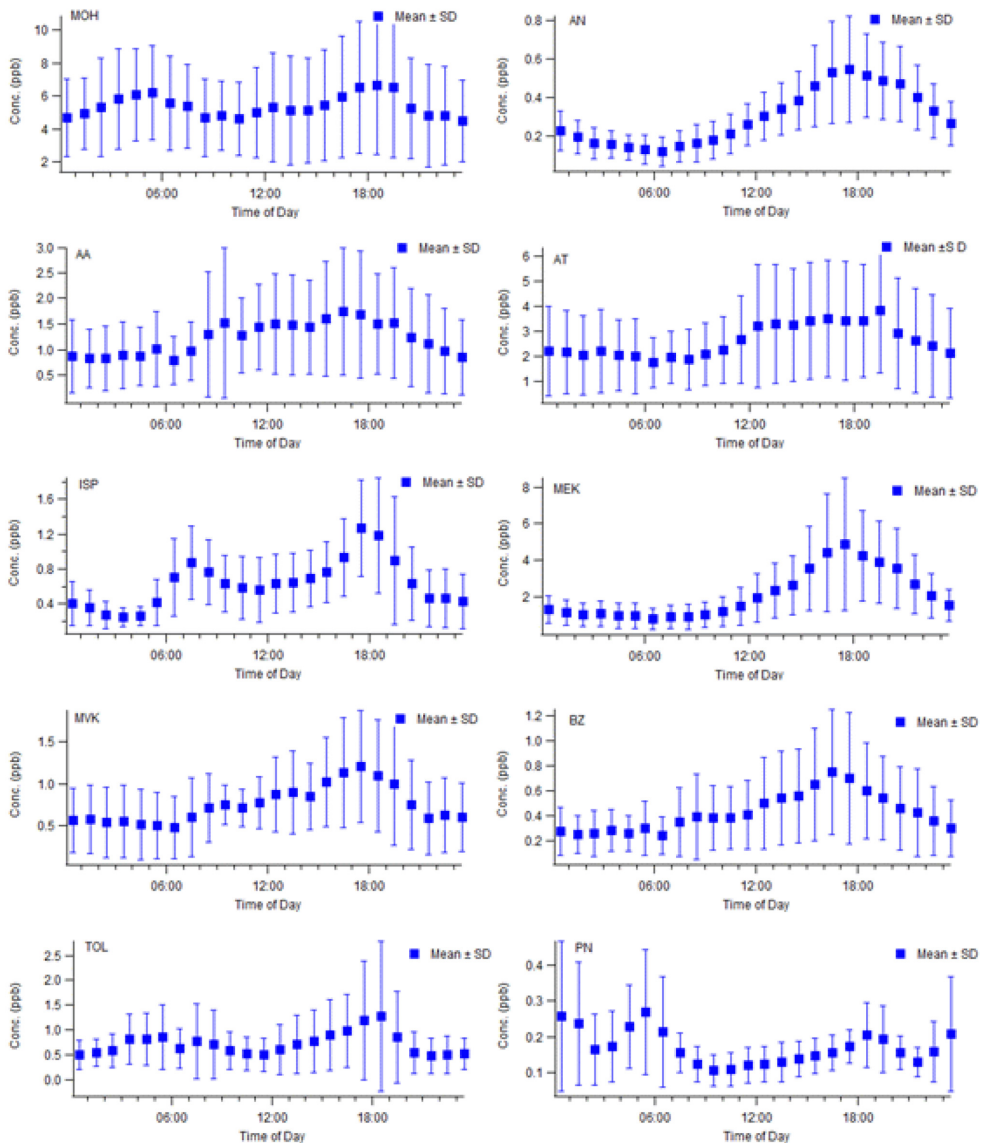 MOH
Mean ± SD
10
8
6
4
2
Conc. (ppb)
06:00 12:00 18:00
Time of Day
AN
Mean ± SD
0.8
0.6
0.4
0.2
Conc. (ppb)
06:00 12:00 18:00
Time of Day
AA
Mean ± SD
3.0
2.5
2.0
1.5
1.0
0.5
Conc. (ppb)
06:00 12:00 18:00
Time of Day
AT
Mean ±S D
6
5
4
3
2
1
Conc. (ppb)
06:00 12:00 18:00
Time of Day
ISP
Mean ± SD
1.6
1.2
0.8
0.4
Conc. (ppb)
06:00 12:00 18:00
Time of Day
MEK
Mean ± SD
8
6
4
2
Conc. (ppb)
06:00 12:00 18:00
Time of Day
MVK
Mean ± SD
1.5
1.0
0.5
Conc. (ppb)
06:00 12:00 18:00
Time of Day
BZ
Mean ± SD
1.2
1.0
0.8
0.6
0.4
0.2
Conc. (ppb)
06:00 12:00 18:00
Time of Day
TOL
Mean ± SD
2.5
2.0
1.5
1.0
0.5
0.0
Conc. (ppb)
06:00 12:00 18:00
Time of Day
PN
Mean ± SD
0.4
0.3
0.2
0.1
Conc. (ppb)
06:00 12:00 18:00
Time of Day